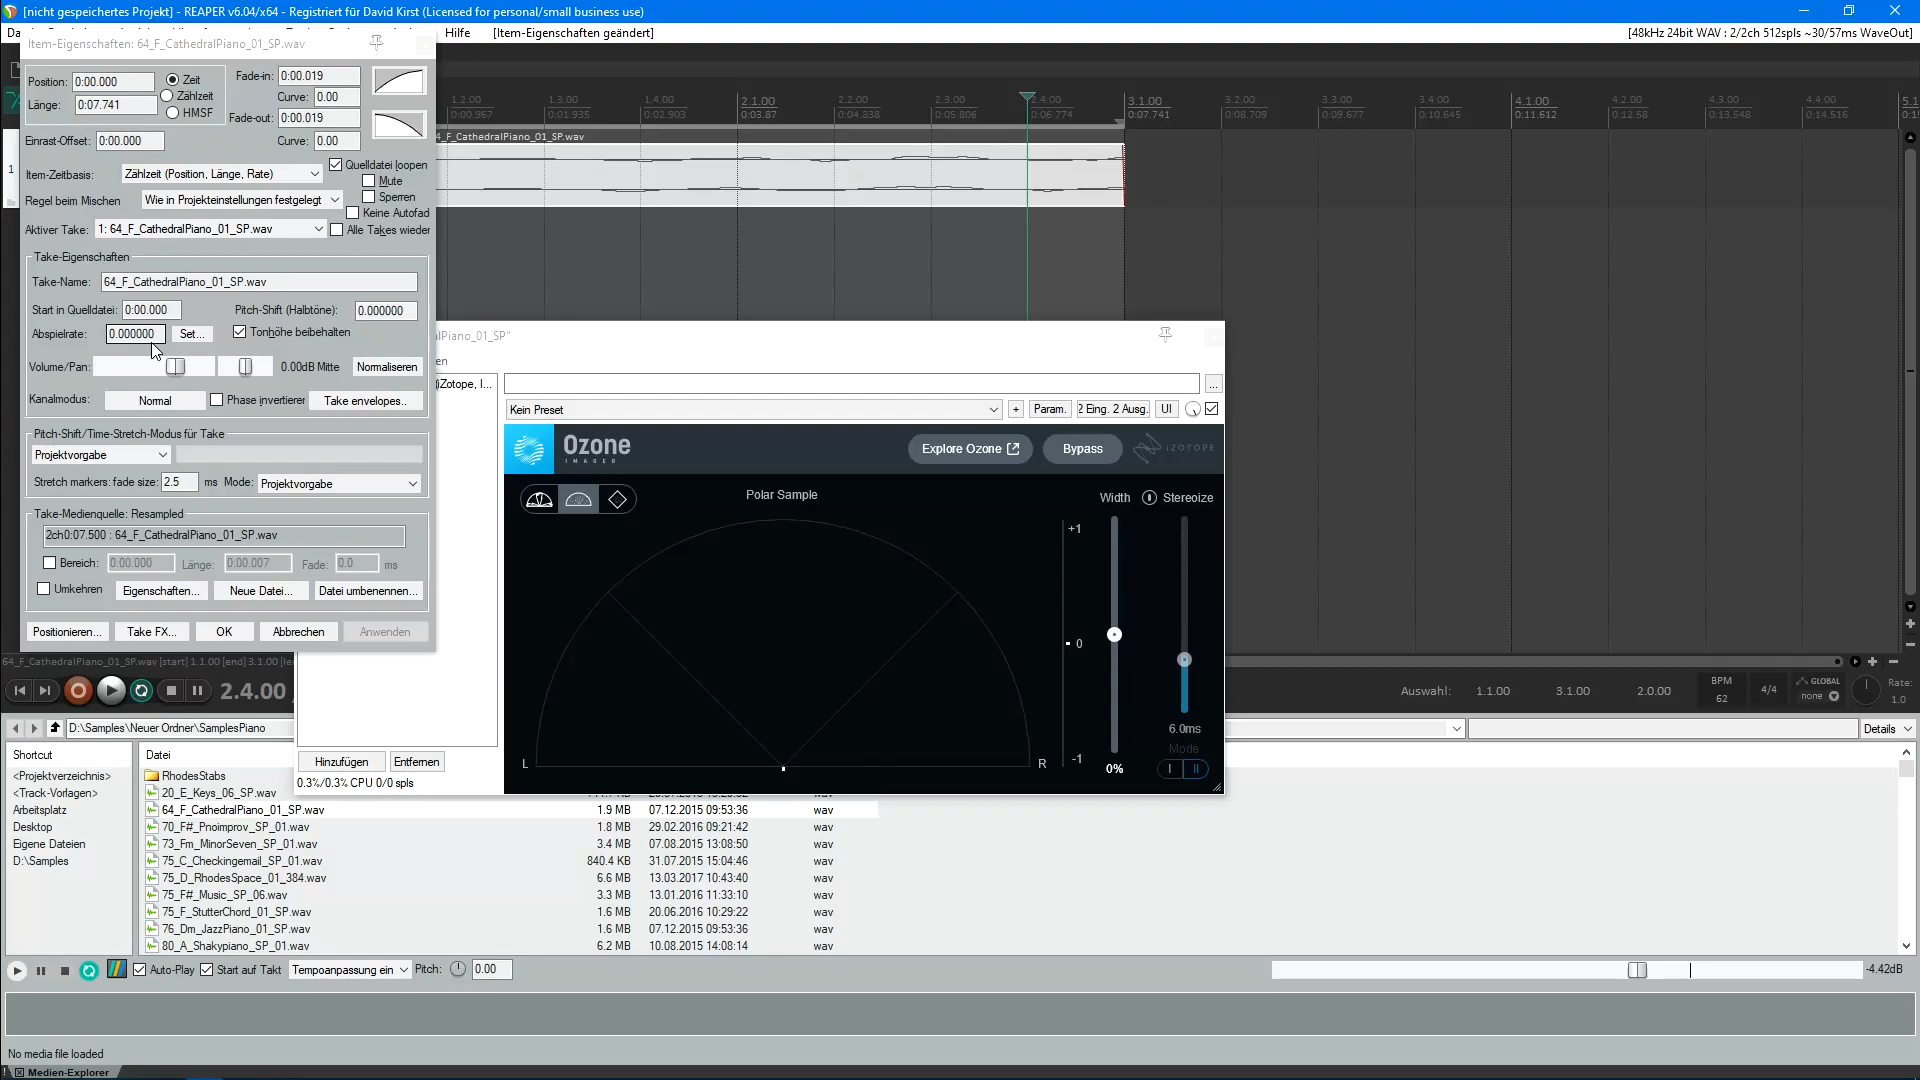 [nicht gespeichertes Projekt] - REAPER v6.04/x64 - Registriert für David Kirst (Licensed for personal/small business use)
Hilfe [Item-Eigenschaften geändert]
[48kHz 24bit WAV : 2/2ch 512spls ~30/57ms WaveOut]
Item-Eigenschaften: 64_F_CathedralPiano_01_SP.wav
Position: 0:00.000
Zeit
Fade-in: 0:00.019
Zählzeit
Curve: 0.00
Länge: 0:07.741
HMSF
Fade-out: 0:00.019
Einrast-Offset: 0:00.000
Curve: 0.00
Quelldatei loopen
Item-Zeitbasis: Zählzeit (Position, Länge, Rate)
Mute
Regel beim Mischen Wie in Projekteinstellungen festgelegt
Sperren
Keine Autofad
Aktiver Take: 1: 64_F_CathedralPiano_01_SP.wav
Alle Takes wieder
Take-Eigenschaften
Take-Name: 64_F_CathedralPiano_01_SP.wav
Start in Quelldatei: 0:00.000 Pitch-Shift (Halbtöne): 0.000000
Abspielrate: 0.000000 Set... Tonhöhe beibehalten
Volume/Pan: 0.00dB Mitte Normaliseren
Kanalmodus: Normal Phase invertierer Take envelopes..
Pitch-Shift/Time-Stretch-Modus für Take
Projektvorgabe
Stretch markers: fade size: 2.5 ms Mode: Projektvorgabe
Take-Medienquelle: Resampled
2ch0:07.500 : 64_F_CathedralPiano_01_SP.wav
Bereich: 0:00.000 Länge: 0:00.007 Fade: 0.0 ms
Umkehren Eigenschaften... Neue Datei... Datei umbenennen...
Positionieren... Take FX... OK Abbrechen Anwenden
1.2.00 1.3.00 1.4.00 2.1.00 2.2.00 2.3.00 2.4.00 3.1.00 3.2.00 3.3.00 3.4.00 4.1.00 4.2.00 4.3.00 4.4.00 5.1
0:00.967 0:01.935 0:02.903 0:03.87 0:04.838 0:05.806 0:06.774 0:07.741 0:08.709 0:09.677 0:10.645 0:11.612 0:12.58 0:13.548 0:14.516
4_F_CathedralPiano_01_SP.wav
1
lPiano_01_SP"
en
(iZotope, I...
...
Kein Preset + Param. 2 Eing. 2 Ausg. UI
Ozone
IMAGER
Explore Ozone Bypass iZOTOPE
Polar Sample
Width Stereoize
+1
0
-1
L R
6.0ms
Mode
0% I II
Hinzufügen Entfernen
0.3%/0.3% CPU 0/0 spls
64_F_CathedralPiano_01_SP.wav [start] 1.1.00 [end] 3.1.00
2.4.00
Auswahl: 1.1.00 3.1.00 2.0.00
BPM
62
4/4
GLOBAL
none
Rate:
1.0
D:\Samples\Neuer Ordner\SamplesPiano
Details
Shortcut
<Projektverzeichnis>
<Track-Vorlagen>
Arbeitsplatz
Desktop
Eigene Dateien
D:\Samples
Datei
RhodesStabs
20_E_Keys_06_SP.wav wav
64_F_CathedralPiano_01_SP.wav 1.9 MB 07.12.2015 09:53:36 wav
70_F#_Pnoimprov_SP_01.wav 1.8 MB 29.02.2016 09:21:42 wav
73_Fm_MinorSeven_SP_01.wav 3.4 MB 07.08.2015 13:08:50 wav
75_C_Checkingemail_SP_01.wav 840.4 KB 31.07.2015 15:04:46 wav
75_D_RhodesSpace_01_384.wav 6.6 MB 13.03.2017 10:43:40 wav
75_F#_Music_SP_06.wav 3.3 MB 13.01.2016 11:33:10 wav
75_F_StutterChord_01_SP.wav 1.6 MB 20.06.2016 10:29:22 wav
76_Dm_JazzPiano_01_SP.wav 1.6 MB 07.12.2015 09:53:36 wav
80_A_Shakypiano_SP_01.wav 6.2 MB 10.08.2015 14:08:14 wav
Auto-Play Start auf Takt Tempoanpassung ein Pitch: 0.00
-4.42dB
No media file loaded
! Medien-Explorer